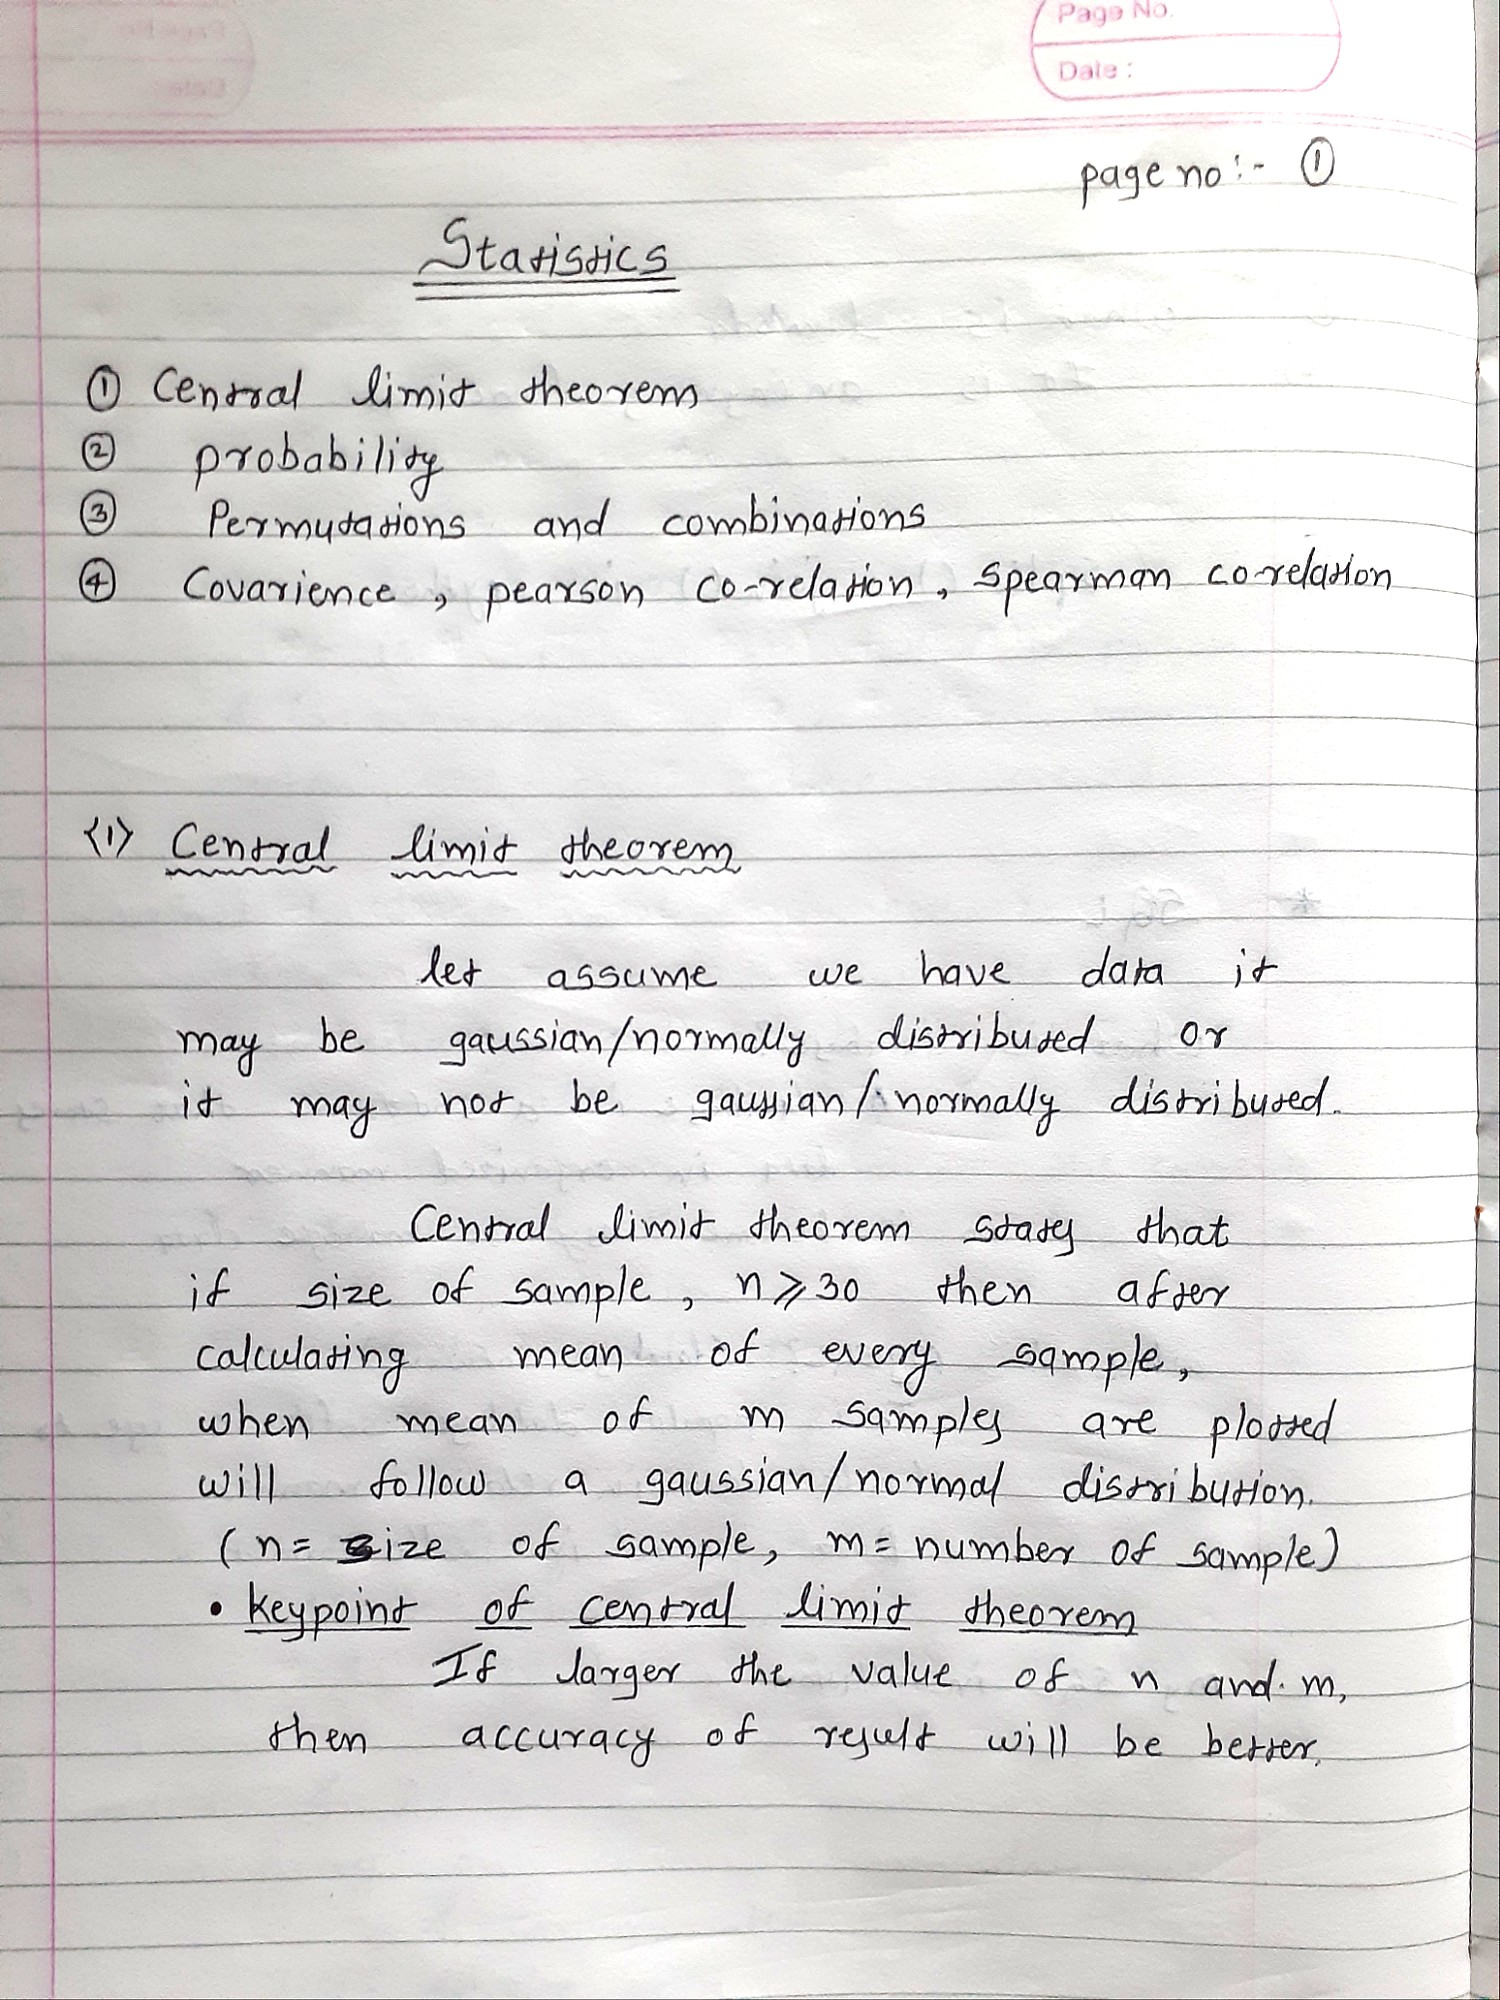 Page No.
Date :
page no :- ①
Statistics
① Central limit theorem
② probability
③ Permutations and combinations
④ Covarience, pearson co-relation, spearman co-relation
<1> Central limit theorem
let assume we have data it
may be gaussian/normally distributed or
it may not be gaussian/normally distributed.
Central limit theorem states that
if size of sample, n ⩾ 30 then after
calculating mean of every sample,
when mean of m samples are plotted
will follow a gaussian/normal distribution.
(n = size of sample, m = number of sample)
• keypoint of central limit theorem
If larger the value of n and m,
then accuracy of result will be better.